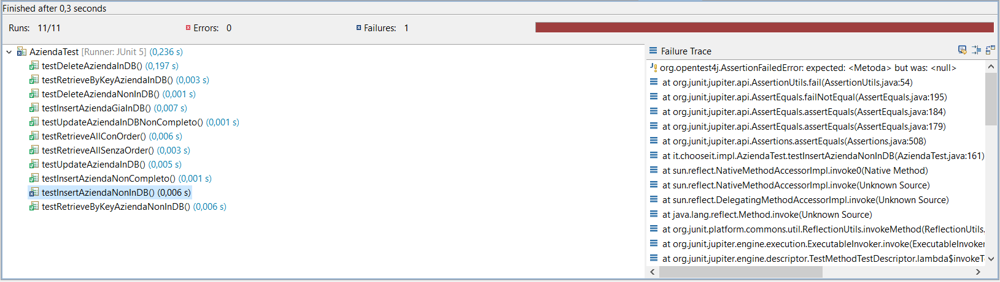 Finished after 0,3 seconds
Runs: 11/11 Errors: 0 Failures: 1
AziendaTest [Runner: JUnit 5] (0,236 s)
testDeleteAziendaInDB() (0,197 s)
testRetrieveByKeyAziendaInDB() (0,003 s)
testDeleteAziendaNonInDB() (0,001 s)
testInsertAziendaGiaInDB() (0,007 s)
testUpdateAziendaInDBNonCompleto() (0,001 s)
testRetrieveAllConOrder() (0,006 s)
testRetrieveAllSenzaOrder() (0,003 s)
testUpdateAziendaInDB() (0,005 s)
testInsertAziendaNonCompleto() (0,001 s)
testInsertAziendaNonInDB() (0,006 s)
testRetrieveByKeyAziendaNonInDB() (0,006 s)
Failure Trace
org.opentest4j.AssertionFailedError: expected: <Metoda> but was: <null>
at org.junit.jupiter.api.AssertionUtils.fail(AssertionUtils.java:54)
at org.junit.jupiter.api.AssertEquals.failNotEqual(AssertEquals.java:195)
at org.junit.jupiter.api.AssertEquals.assertEquals(AssertEquals.java:184)
at org.junit.jupiter.api.AssertEquals.assertEquals(AssertEquals.java:179)
at org.junit.jupiter.api.Assertions.assertEquals(Assertions.java:508)
at it.chooseit.impl.AziendaTest.testInsertAziendaNonInDB(AziendaTest.java:161)
at sun.reflect.NativeMethodAccessorImpl.invoke0(Native Method)
at sun.reflect.NativeMethodAccessorImpl.invoke(Unknown Source)
at sun.reflect.DelegatingMethodAccessorImpl.invoke(Unknown Source)
at java.lang.reflect.Method.invoke(Unknown Source)
at org.junit.platform.commons.util.ReflectionUtils.invokeMethod(ReflectionUtils.
at org.junit.jupiter.engine.execution.ExecutableInvoker.invoke(ExecutableInvoker
at org.junit.jupiter.engine.descriptor.TestMethodTestDescriptor.lambda$invokeT